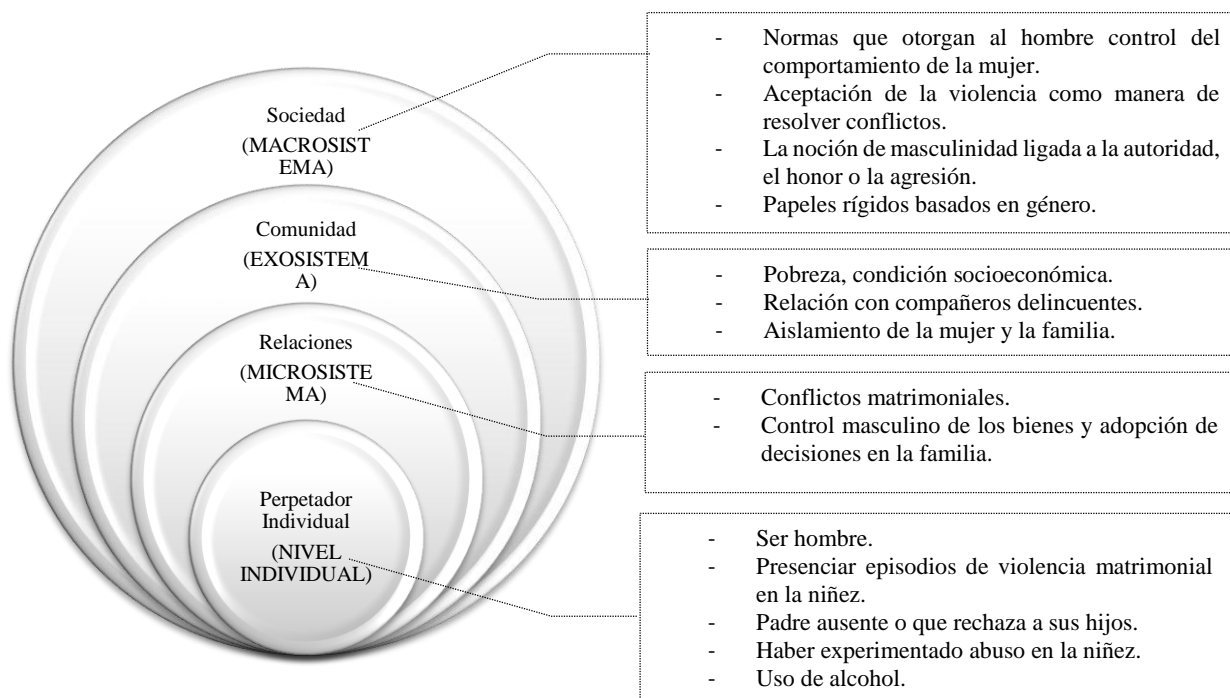 Sociedad
(MACROSIST
EMA)
Comunidad
(EXOSISTEM
A)
Relaciones
(MICROSISTE
MA)
Perpetador
Individual
(NIVEL
INDIVIDUAL)
- Normas que otorgan al hombre control del
comportamiento de la mujer.
- Aceptación de la violencia como manera de
resolver conflictos.
- La noción de masculinidad ligada a la autoridad,
el honor o la agresión.
- Papeles rígidos basados en género.
- Pobreza, condición socioeconómica.
- Relación con compañeros delincuentes.
- Aislamiento de la mujer y la familia.
- Conflictos matrimoniales.
- Control masculino de los bienes y adopción de
decisiones en la familia.
- Ser hombre.
- Presenciar episodios de violencia matrimonial
en la niñez.
- Padre ausente o que rechaza a sus hijos.
- Haber experimentado abuso en la niñez.
- Uso de alcohol.